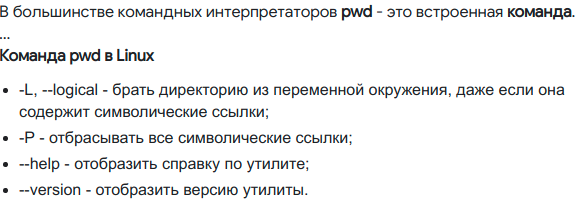 В большинстве командных интерпретаторов pwd - это встроенная команда.
...
Команда pwd в Linux
-L, --logical - брать директорию из переменной окружения, даже если она
содержит символические ссылки;
-P - отбрасывать все символические ссылки;
--help - отобразить справку по утилите;
--version - отобразить версию утилиты.